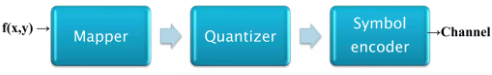 f(x,y) →
Mapper
Quantizer
Symbol
encoder
→Channel